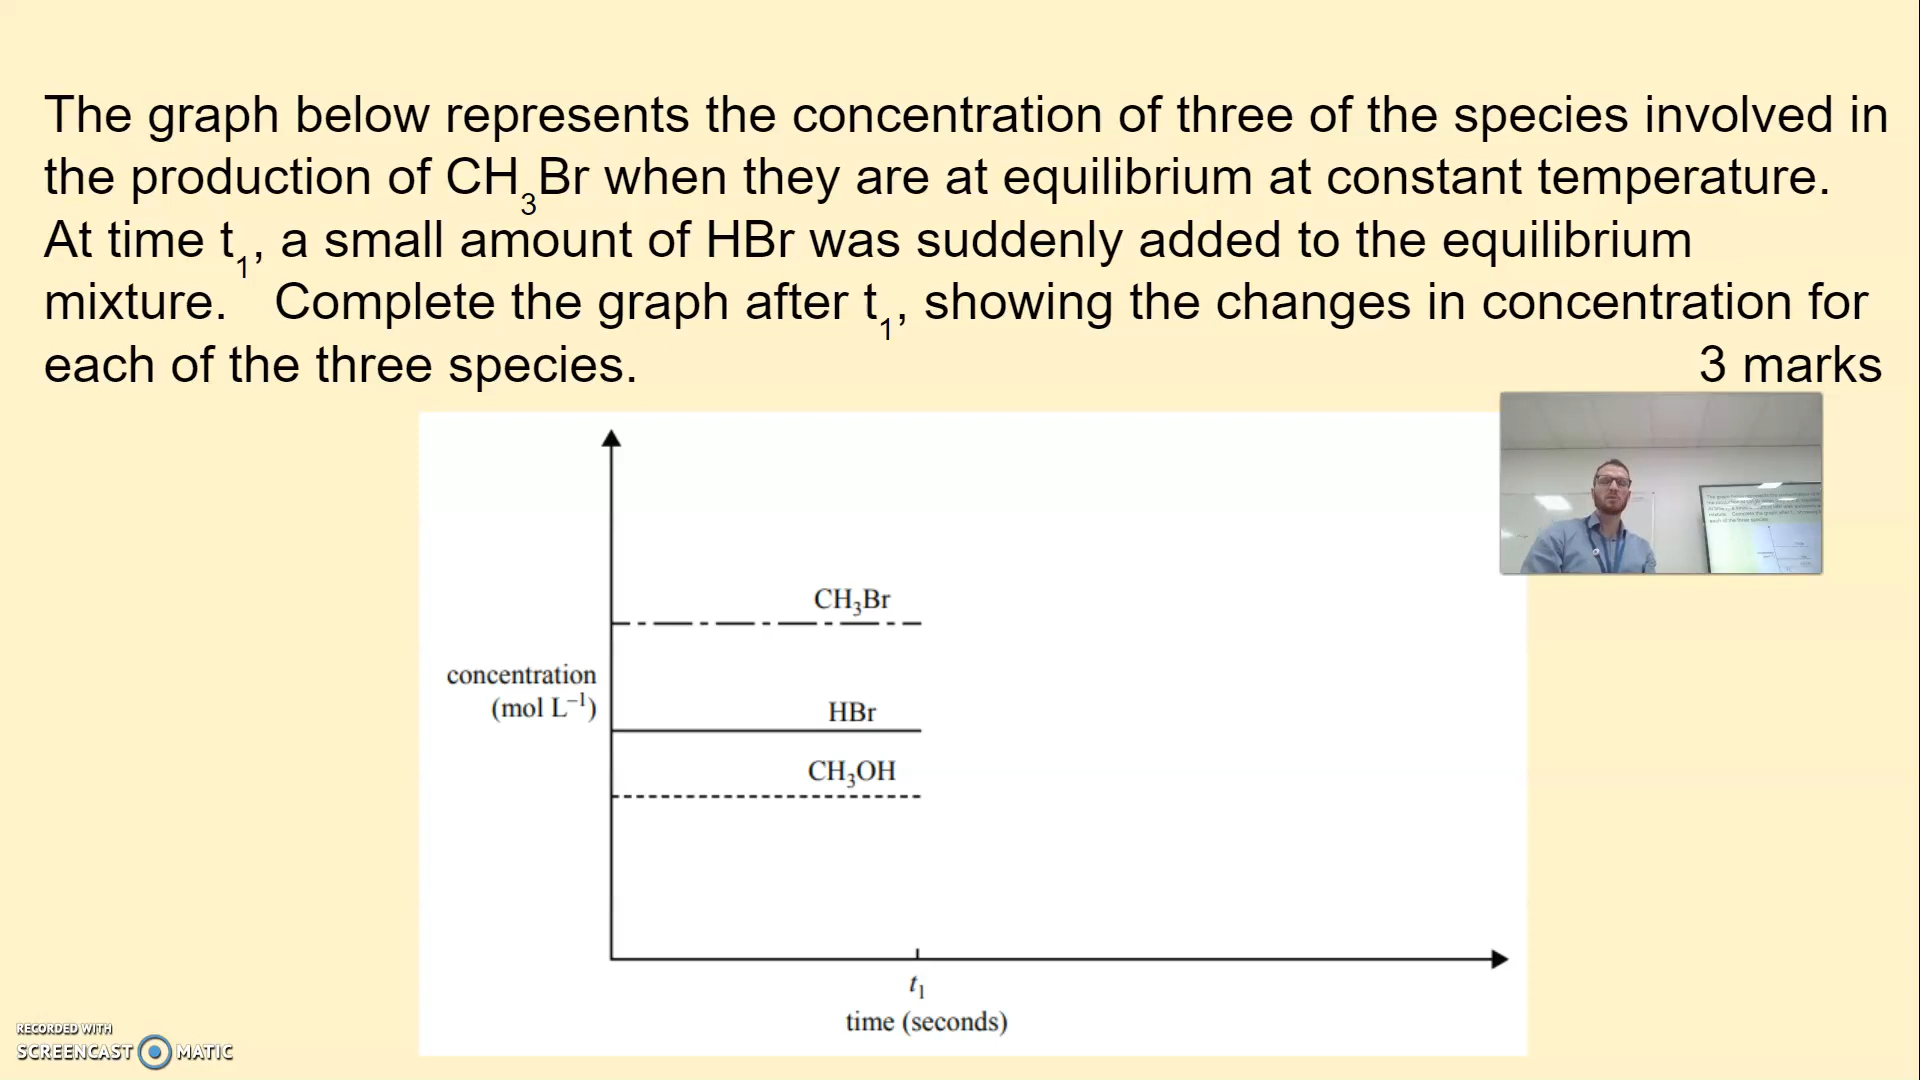 The graph below represents the concentration of three of the species involved in
the production of CH₃Br when they are at equilibrium at constant temperature.
At time t₁, a small amount of HBr was suddenly added to the equilibrium
mixture. Complete the graph after t₁, showing the changes in concentration for
each of the three species. 3 marks
CH₃Br
concentration
(mol L⁻¹)
HBr
CH₃OH
t₁
time (seconds)
RECORDED WITH
SCREENCAST MATIC